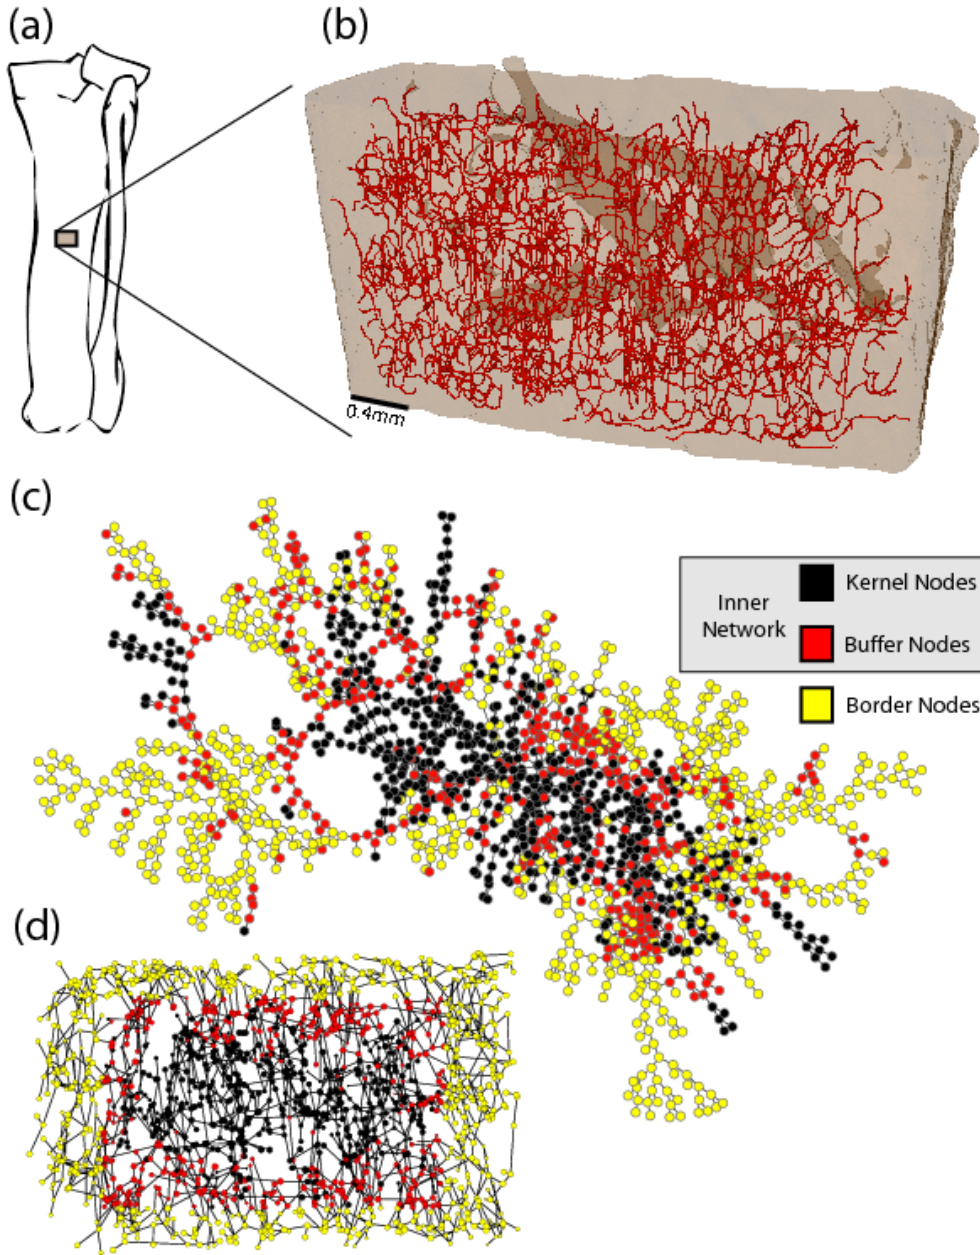 (a)
(b)
0.4mm
(c)
Inner
Network
Kernel Nodes
Buffer Nodes
Border Nodes
(d)